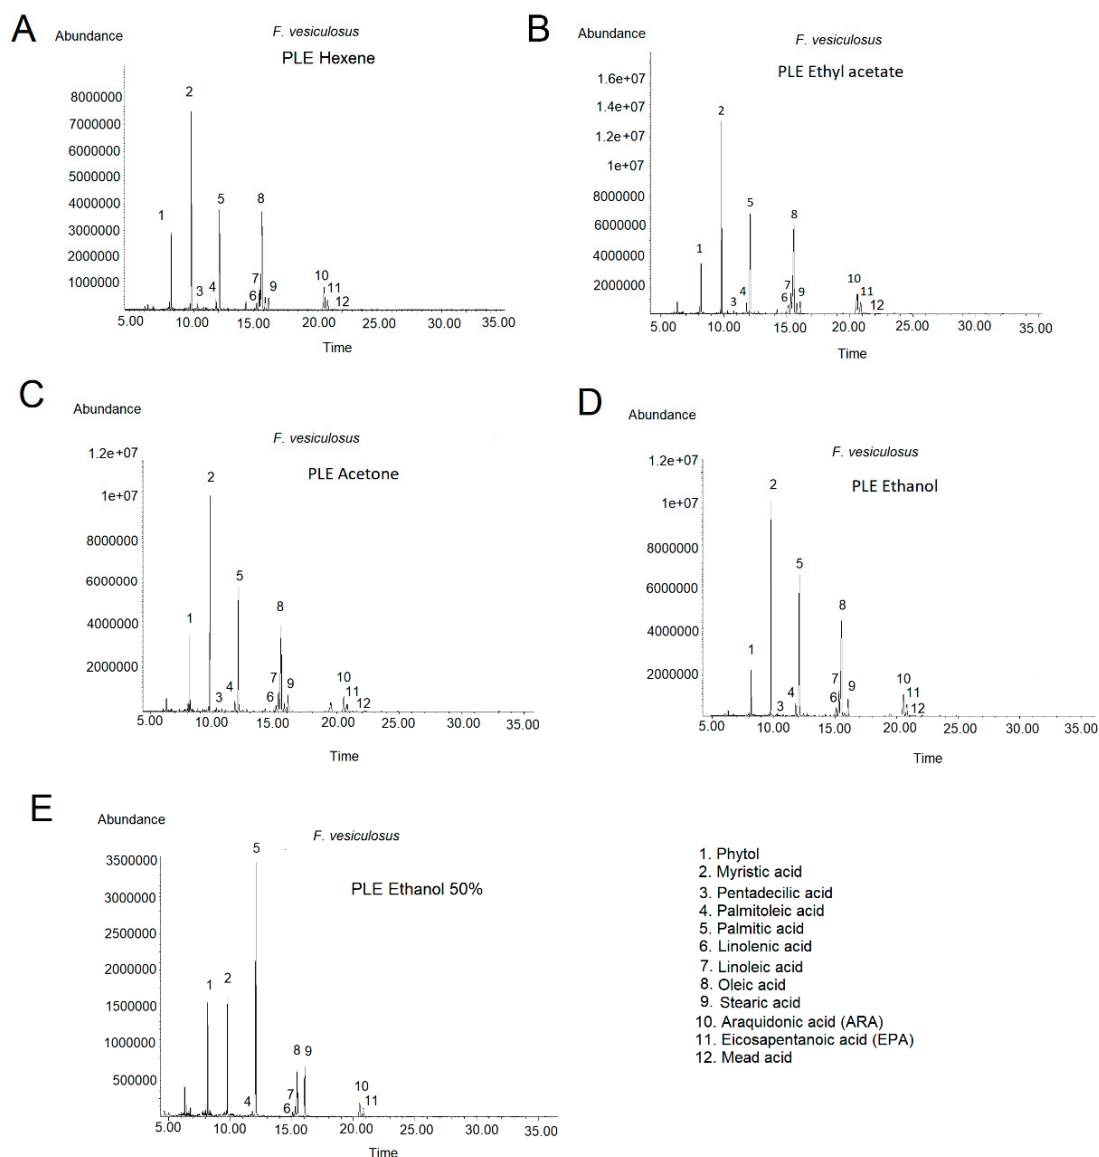 A
Abundance
F. vesiculosus
PLE Hexene
8000000
7000000
6000000
5000000
4000000
3000000
2000000
1000000
1
2
3
4
5
6
7
8
9
10
11
12
5.00 10.00 15.00 20.00 25.00 30.00 35.00
Time
B
Abundance
F. vesiculosus
PLE Ethyl acetate
1.6e+07
1.4e+07
1.2e+07
1e+07
8000000
6000000
4000000
2000000
1
2
3
4
5
6
7
8
9
10
11
12
5.00 10.00 15.00 20.00 25.00 30.00 35.00
Time
C
Abundance
F. vesiculosus
PLE Acetone
1.2e+07
1e+07
8000000
6000000
4000000
2000000
1
2
3
4
5
6
7
8
9
10
11
12
5.00 10.00 15.00 20.00 25.00 30.00 35.00
Time
D
Abundance
F. vesiculosus
PLE Ethanol
1.2e+07
1e+07
8000000
6000000
4000000
2000000
1
2
3
4
5
6
7
8
9
10
11
12
5.00 10.00 15.00 20.00 25.00 30.00 35.00
Time
E
Abundance
F. vesiculosus
PLE Ethanol 50%
3500000
3000000
2500000
2000000
1500000
1000000
500000
1
2
4
5
6
7
8
9
10
11
5.00 10.00 15.00 20.00 25.00 30.00 35.00
Time
1. Phytol
2. Myristic acid
3. Pentadecilic acid
4. Palmitoleic acid
5. Palmitic acid
6. Linolenic acid
7. Linoleic acid
8. Oleic acid
9. Stearic acid
10. Araquidonic acid (ARA)
11. Eicosapentanoic acid (EPA)
12. Mead acid